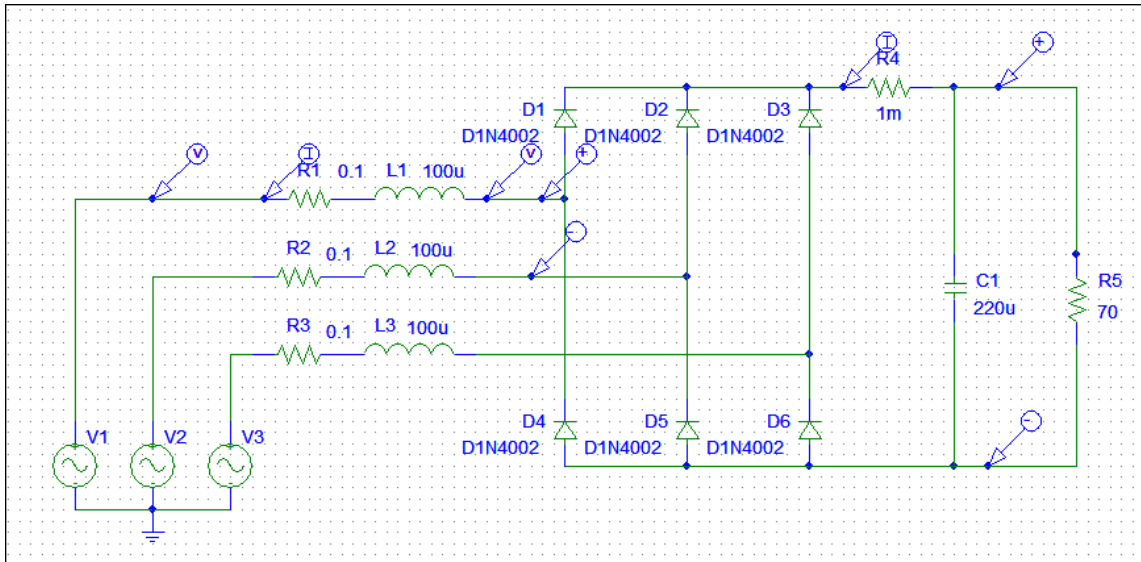 I
+
R4
1m
D1
D2
D3
D1N4002
D1N4002
D1N4002
V
I
V
+
R1
0.1
L1
100u
R2
0.1
L2
100u
-
R3
0.1
L3
100u
C1
220u
R5
70
D4
D5
D6
D1N4002
D1N4002
D1N4002
-
V1
V2
V3